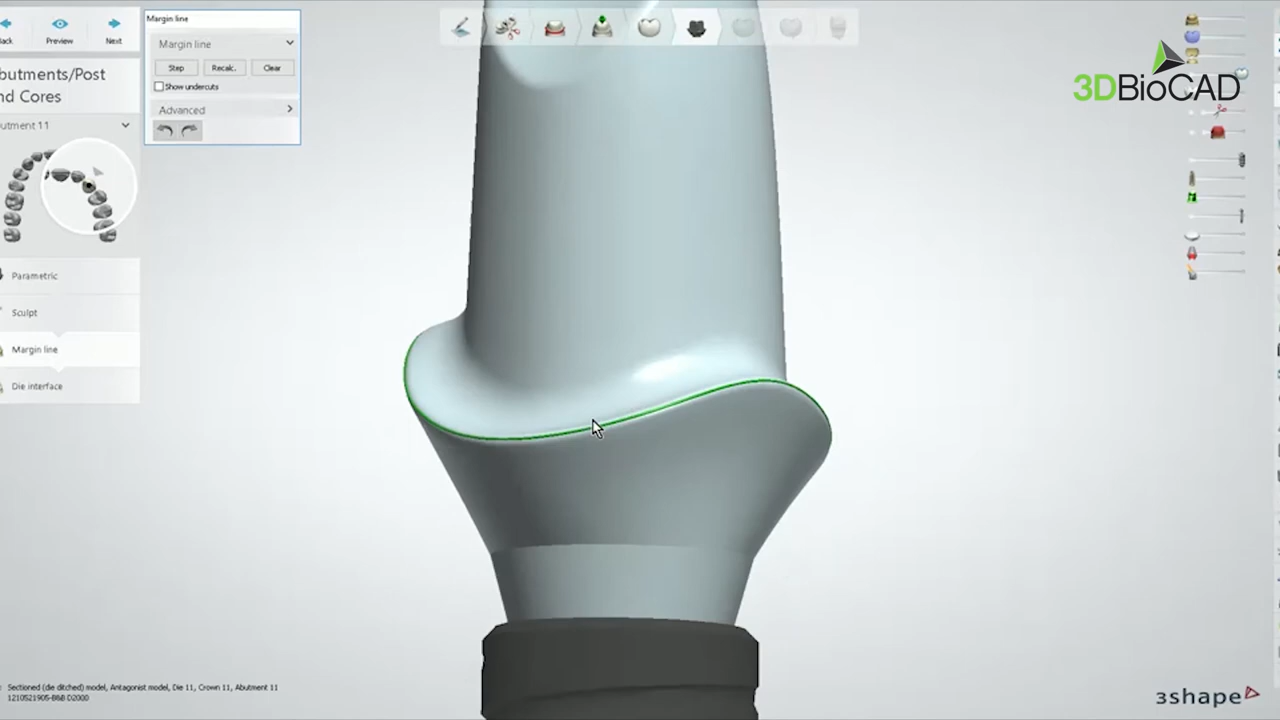 Back
Preview
Next
Margin line
Margin line
Step
Recalc.
Clear
Show undercuts
Advanced
butments/Post
nd Cores
utment 11
Parametric
Sculpt
Margin line
Die interface
3DBioCAD
Sectioned (die ditched) model, Antagonist model, Die 11, Crown 11, Abutment 11
1210521905-B&B D2000
3shape